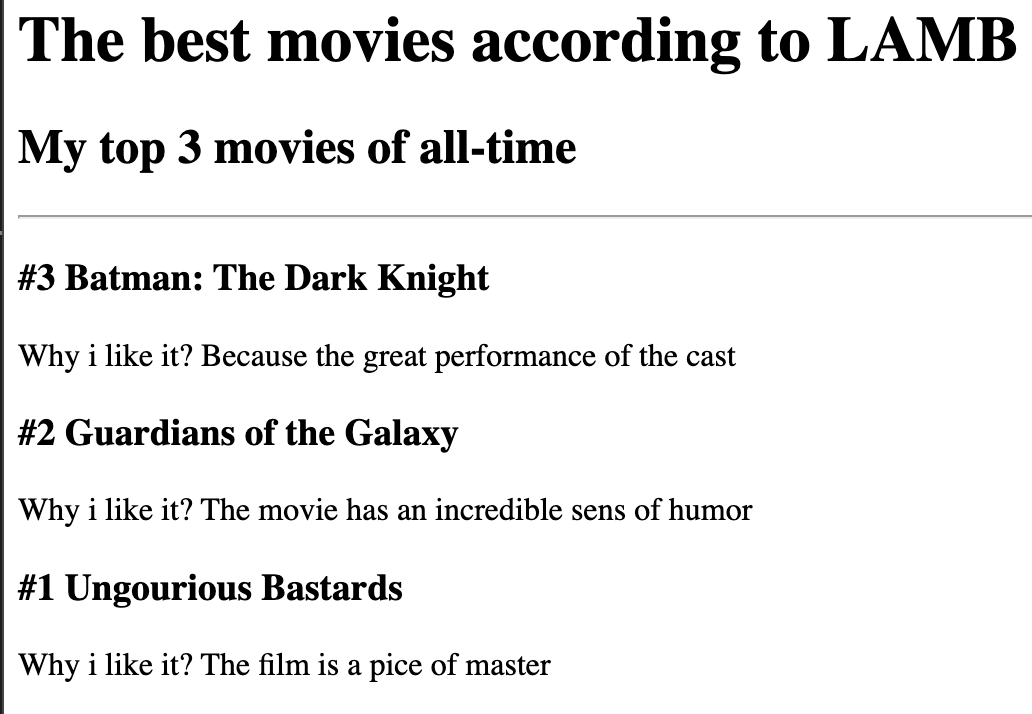 The best movies according to LAMB
My top 3 movies of all-time
#3 Batman: The Dark Knight
Why i like it? Because the great performance of the cast
#2 Guardians of the Galaxy
Why i like it? The movie has an incredible sens of humor
#1 Ungourious Bastards
Why i like it? The film is a pice of master